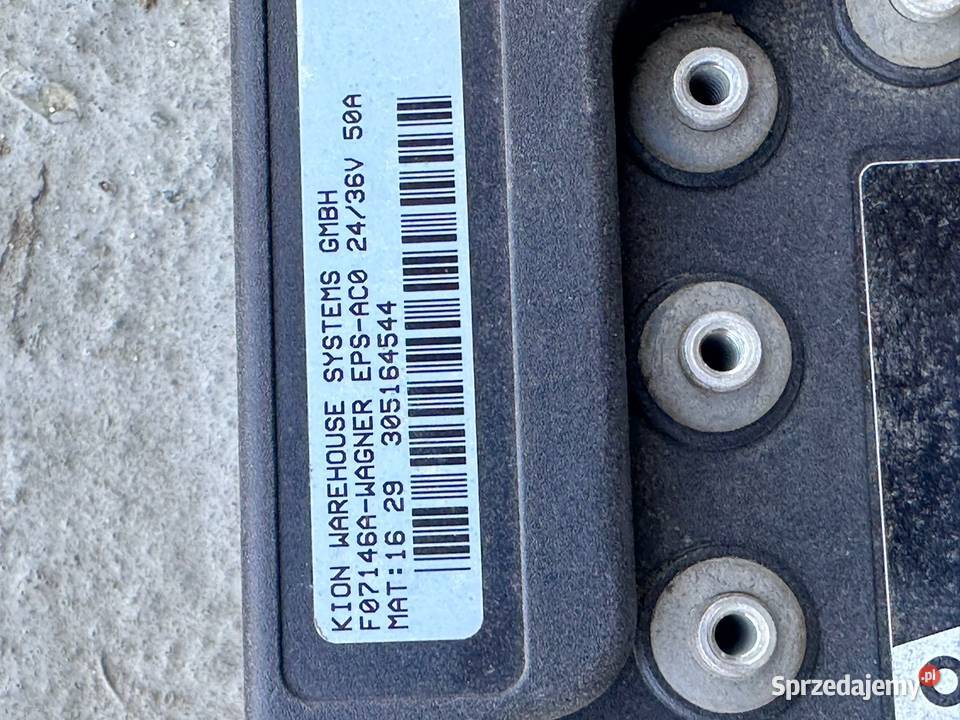 KION WAREHOUSE SYSTEMS GMBH
F07146A-WAGNER EPS-AC0 24/36V 50A
MAT:16 29 305164544
Sprzedajemy.pl